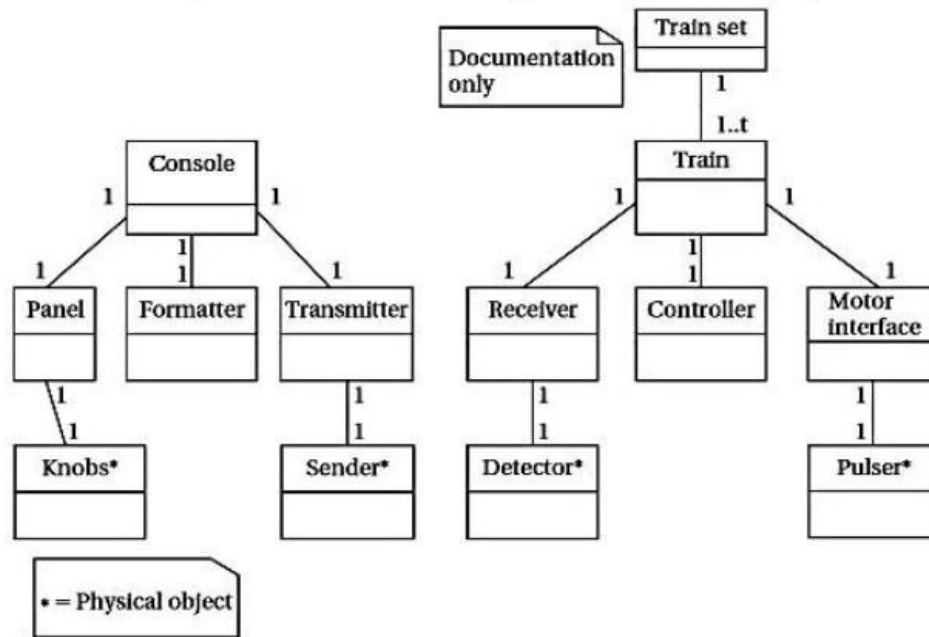 Train set
Documentation
only
1
1..t
Console
Train
1
1
1
1
1
1
1
1
1
1
1
1
Panel
Formatter
Transmitter
Receiver
Controller
Motor
interface
1
1
1
1
1
1
1
1
Knobs*
Sender*
Detector*
Pulser*
* = Physical object